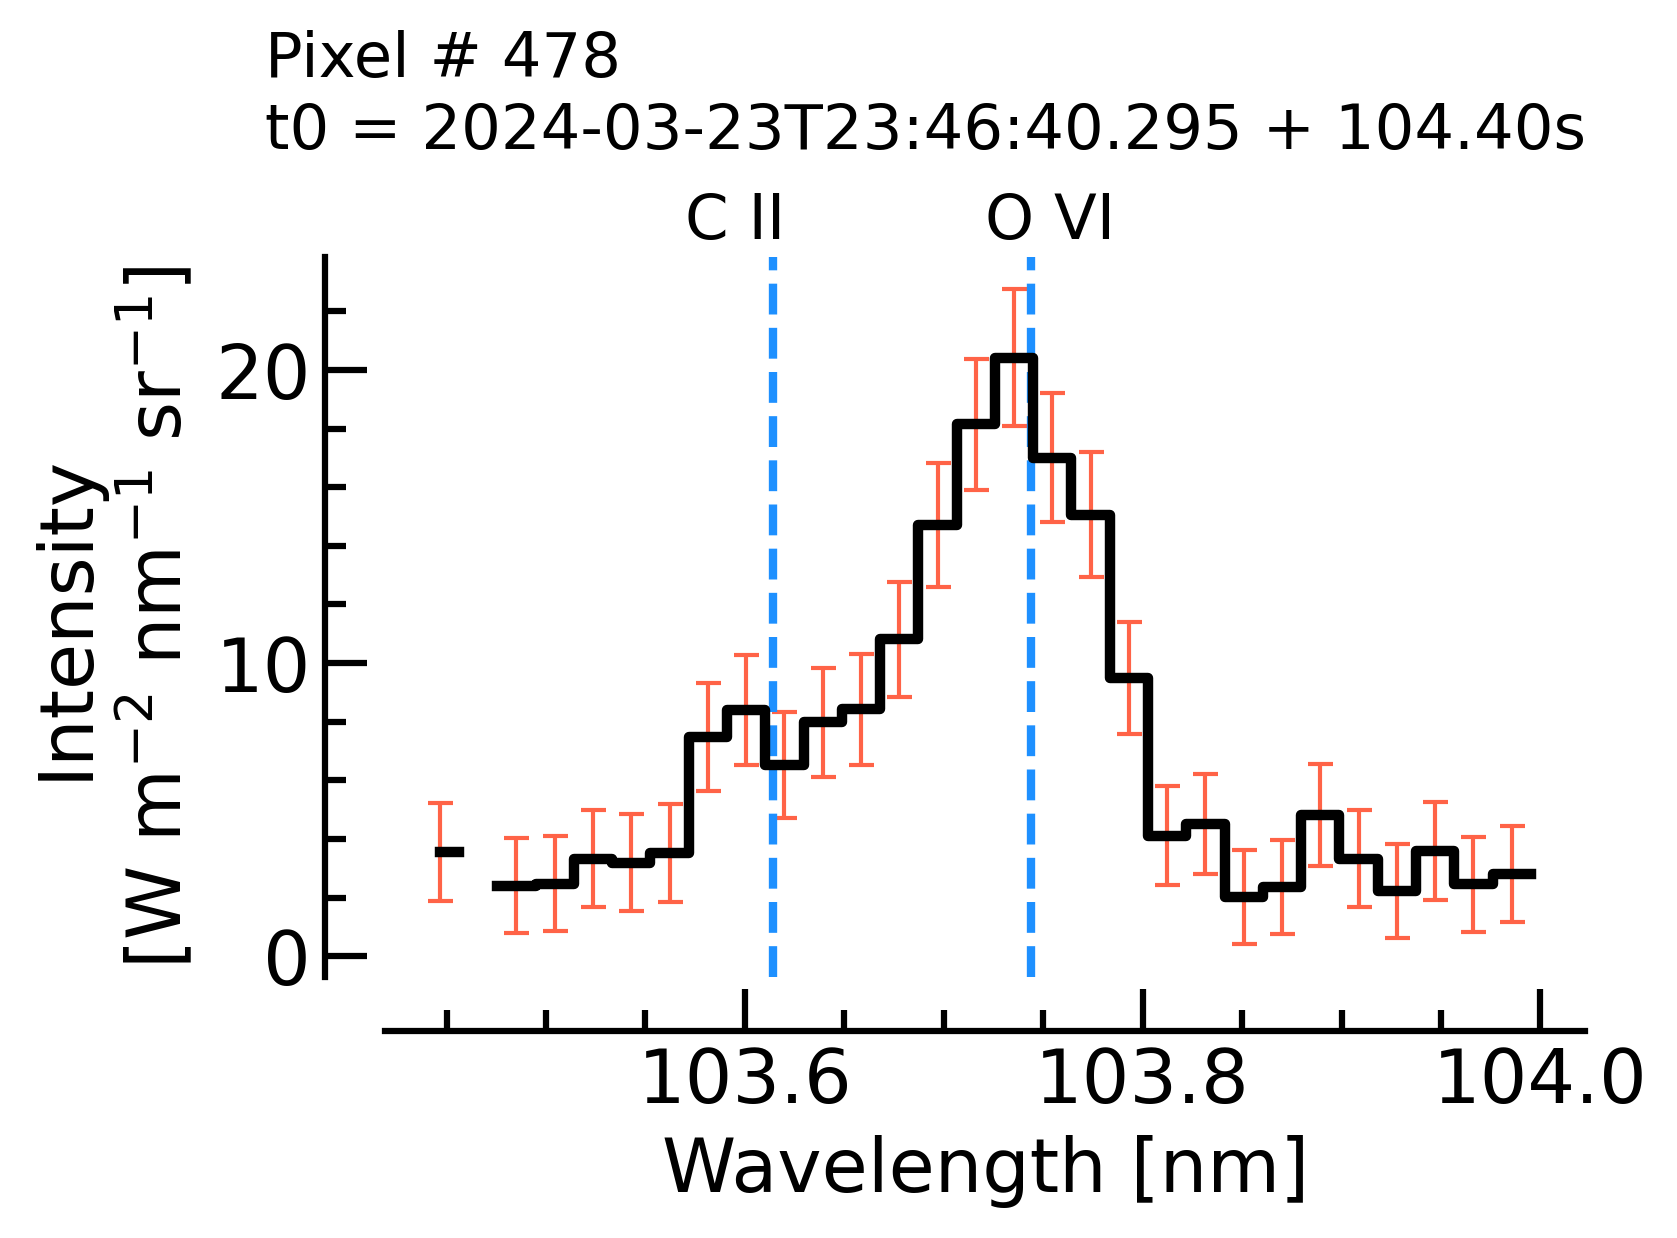 Pixel # 478
t0 = 2024-03-23T23:46:40.295 + 104.40s
C II
O VI
Intensity
[W m⁻² nm⁻¹ sr⁻¹]
20
10
0
103.6
103.8
104.0
Wavelength [nm]